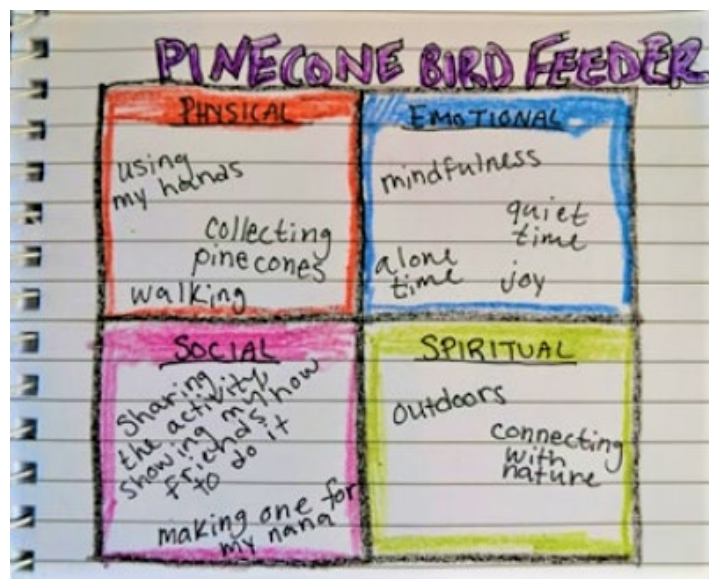 PINECONE BIRD FEEDER
PHYSICAL
using
my hands
collecting
pinecones
walking
EMOTIONAL
mindfulness
quiet
time
alone
time
joy
SOCIAL
Sharing
the activity,
showing my
friends how
to do it
making one for
my nana
SPIRITUAL
outdoors
connecting
with
nature